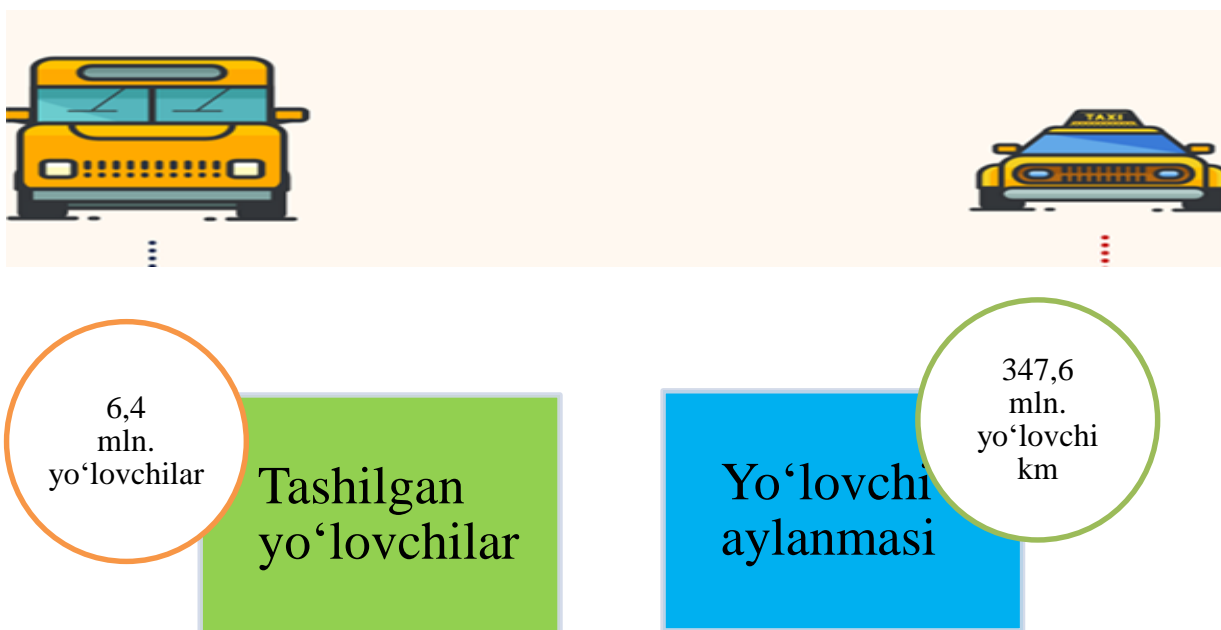 TAXI
6,4
mln.
yo‘lovchilar
Tashilgan
yo‘lovchilar
347,6
mln.
yo‘lovchi
km
Yo‘lovchi
aylanmasi